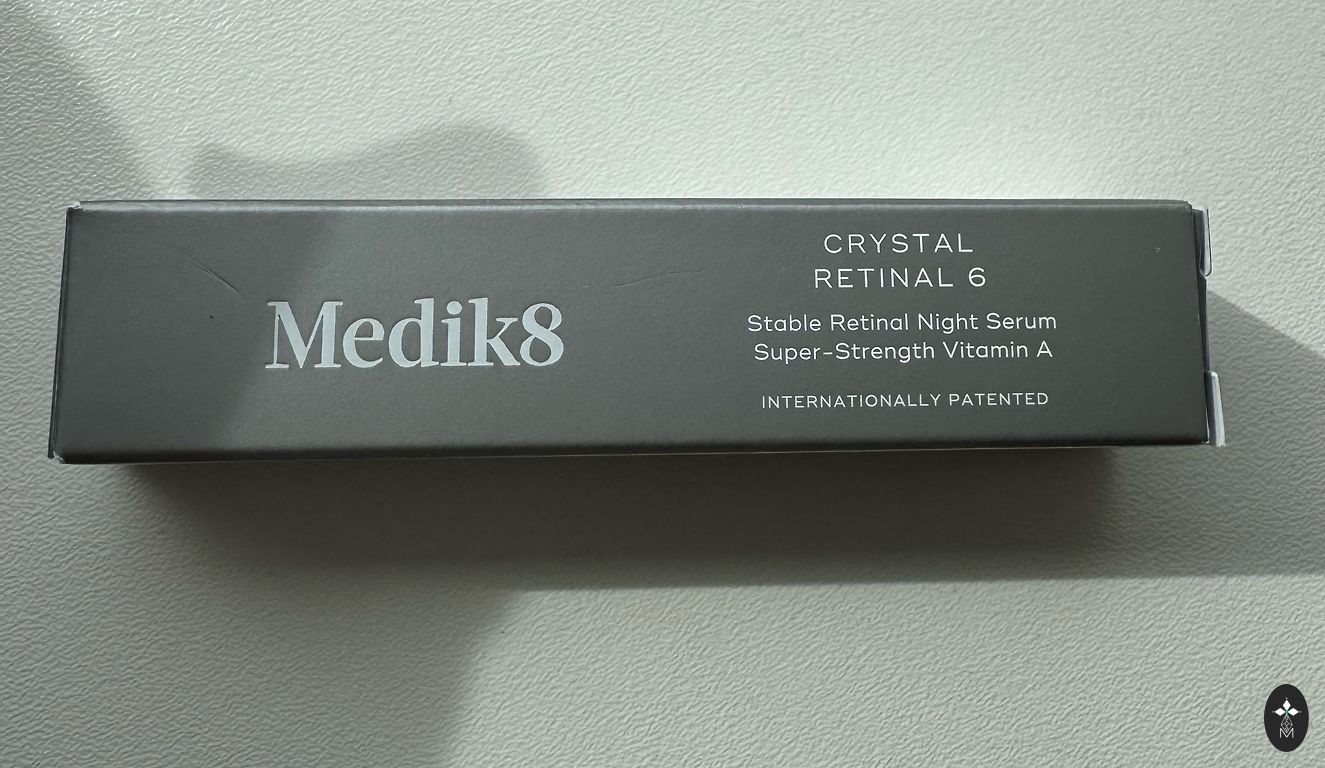 Medik8
CRYSTAL
RETINAL 6
Stable Retinal Night Serum
Super-Strength Vitamin A
INTERNATIONALLY PATENTED
M